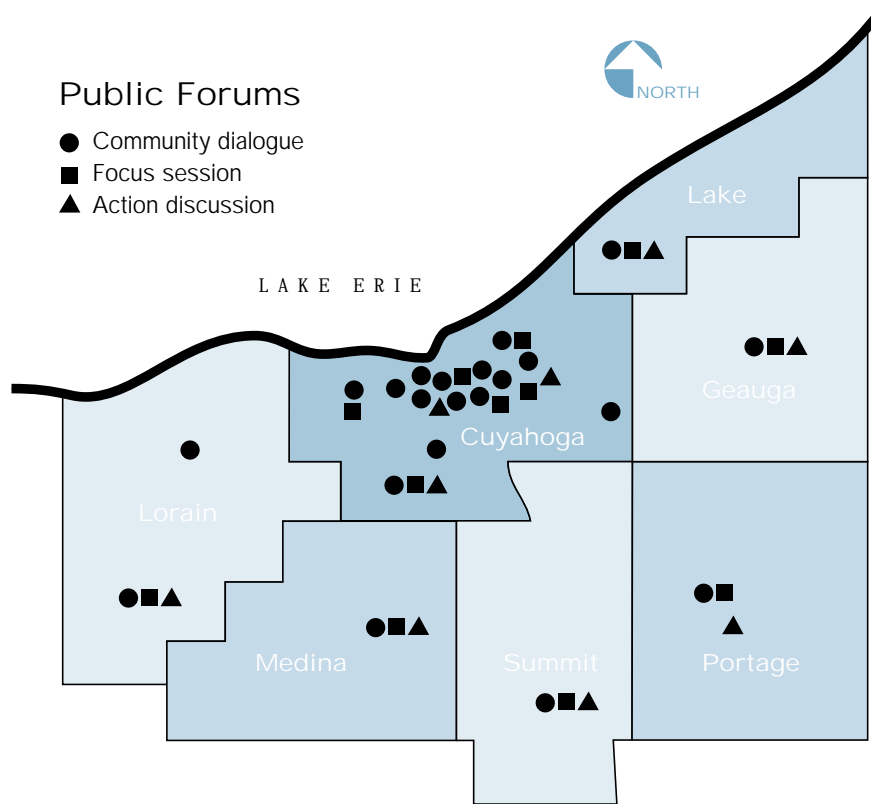 NORTH
Public Forums
Community dialogue
Focus session
Action discussion
Lake
LAKE ERIE
Geauga
Cuyahoga
Lorain
Medina
Summit
Portage